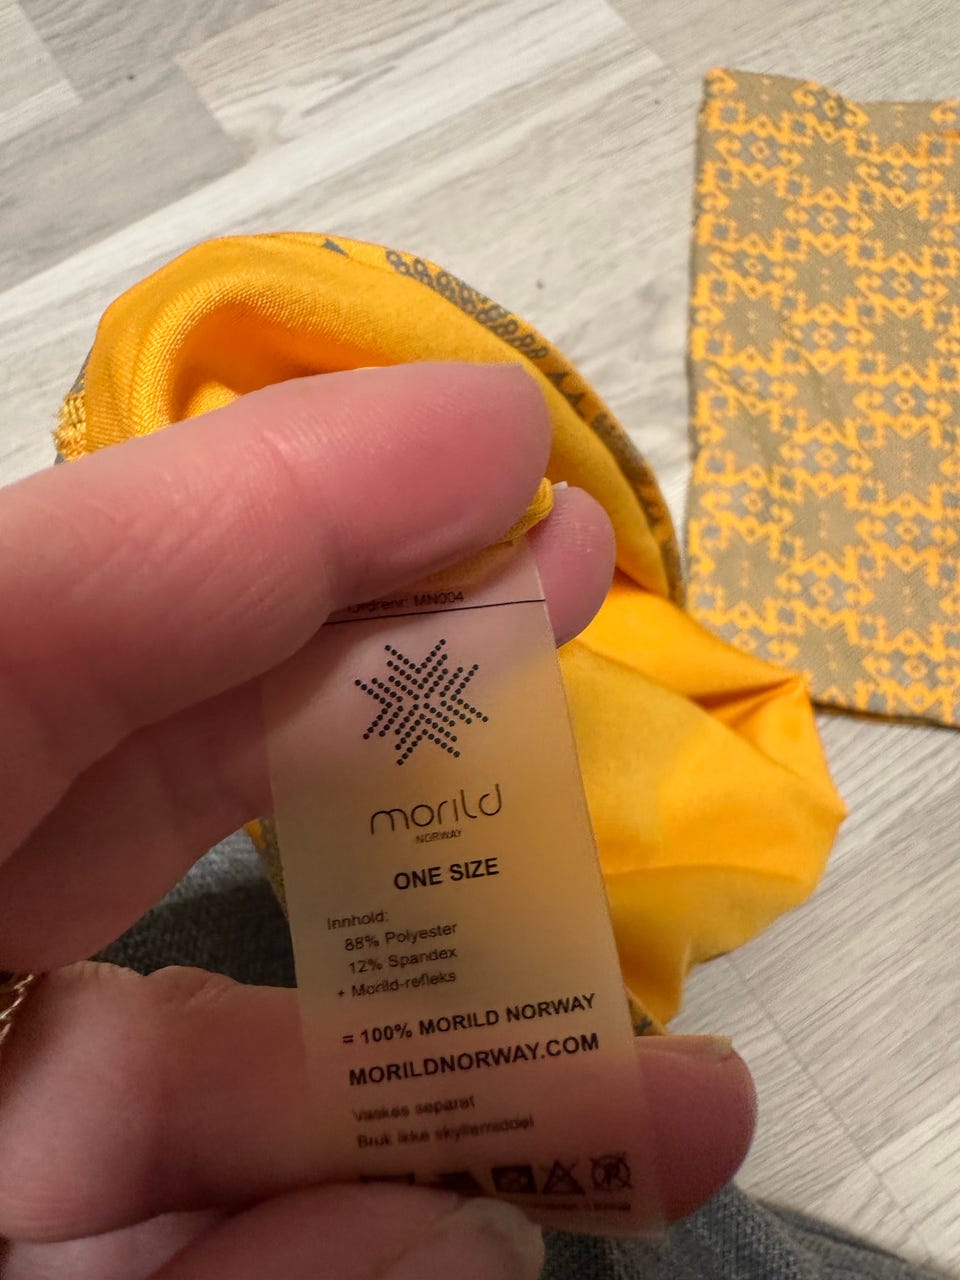 Ordrenr: MN004
morild
NORWAY
ONE SIZE
Innhold:
88% Polyester
12% Spandex
+ Morild-refleks
= 100% MORILD NORWAY
MORILDNORWAY.COM
Vaskes separat
Bruk ikke skyllemiddel